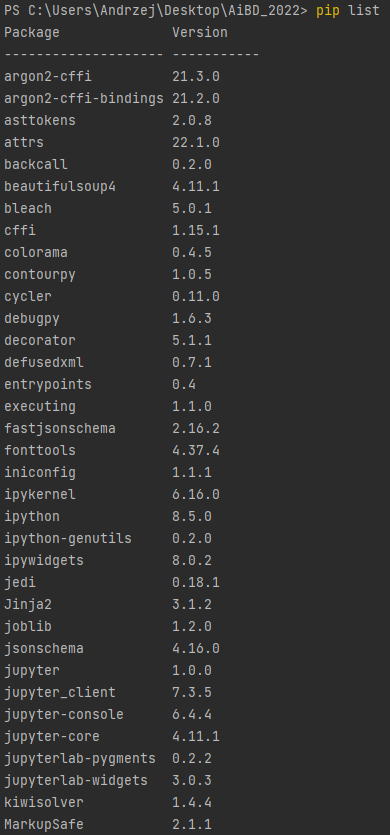 PS C:\Users\Andrzej\Desktop\AiBD_2022> pip list
Package             Version
------------------- -----------
argon2-cffi         21.3.0
argon2-cffi-bindings 21.2.0
asttokens           2.0.8
attrs               22.1.0
backcall            0.2.0
beautifulsoup4      4.11.1
bleach              5.0.1
cffi                1.15.1
colorama            0.4.5
contourpy           1.0.5
cycler              0.11.0
debugpy             1.6.3
decorator           5.1.1
defusedxml          0.7.1
entrypoints         0.4
executing           1.1.0
fastjsonschema      2.16.2
fonttools           4.37.4
iniconfig           1.1.1
ipykernel           6.16.0
ipython             8.5.0
ipython-genutils    0.2.0
ipywidgets          8.0.2
jedi                0.18.1
Jinja2              3.1.2
joblib              1.2.0
jsonschema          4.16.0
jupyter             1.0.0
jupyter_client      7.3.5
jupyter-console     6.4.4
jupyter-core        4.11.1
jupyterlab-pygments 0.2.2
jupyterlab-widgets  3.0.3
kiwisolver          1.4.4
MarkupSafe          2.1.1